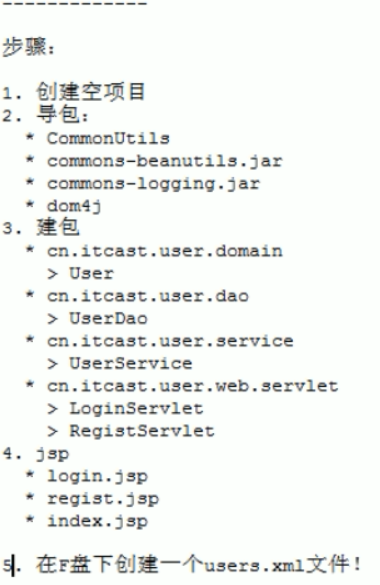 -------------
步骤：
1. 创建空项目
2. 导包：
* CommonUtils
* commons-beanutils.jar
* commons-logging.jar
* dom4j
3. 建包
* cn.itcast.user.domain
> User
* cn.itcast.user.dao
> UserDao
* cn.itcast.user.service
> UserService
* cn.itcast.user.web.servlet
> LoginServlet
> RegistServlet
4. jsp
* login.jsp
* regist.jsp
* index.jsp
5. 在F盘下创建一个users.xml文件！